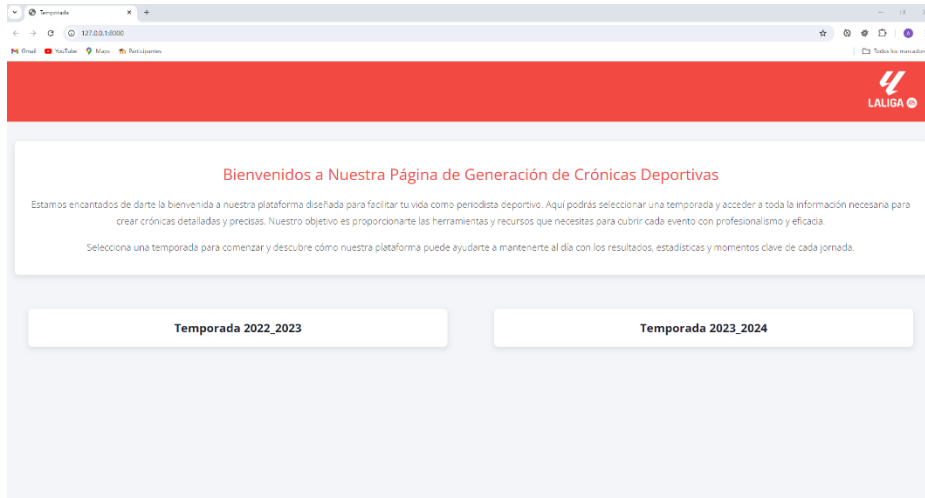 Temporada
127.0.0.1:8000
Gmail YouTube Maps Participantes Todos los marcadores
LALIGA
Bienvenidos a Nuestra Página de Generación de Crónicas Deportivas
Estamos encantados de darte la bienvenida a nuestra plataforma diseñada para facilitar tu vida como periodista deportivo. Aquí podrás seleccionar una temporada y acceder a toda la información necesaria para
crear crónicas detalladas y precisas. Nuestro objetivo es proporcionarte las herramientas y recursos que necesitas para cubrir cada evento con profesionalismo y eficacia.
Selecciona una temporada para comenzar y descubre cómo nuestra plataforma puede ayudarte a mantenerte al día con los resultados, estadísticas y momentos clave de cada jornada.
Temporada 2022_2023 Temporada 2023_2024